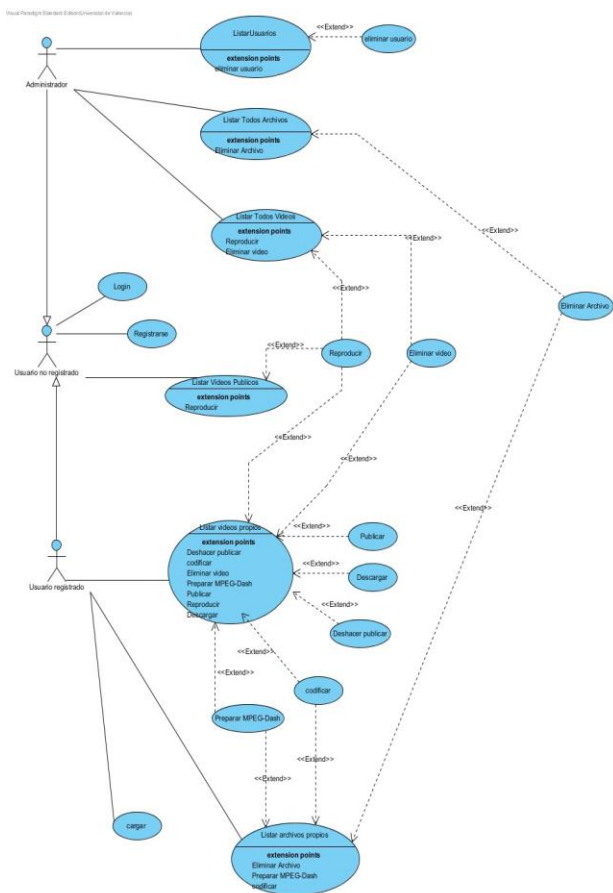 Visual Paradigm Standard Edition(Universitat de Valencia)
ListarUsuarios
extension points
eliminar usuario
<<Extend>>
eliminar usuario
Administrador
Listar Todos Archivos
extension points
Eliminar Archivo
Listar Todos Videos
extension points
Reproducir
Eliminar video
<<Extend>>
<<Extend>>
<<Extend>>
Login
Eliminar Archivo
Registrarse
Usuario no registrado
<<Extend>>
Reproducir
Eliminar video
Listar Videos Publicos
extension points
Reproducir
<<Extend>>
<<Extend>>
<<Extend>>
Listar videos propios
extension points
Deshacer publicar
codificar
Eliminar video
Preparar MPEG-Dash
Publicar
Reproducir
Descargar
<<Extend>>
Publicar
<<Extend>>
Descargar
Usuario registrado
<<Extend>>
Deshacer publicar
<<Extend>>
<<Extend>>
codificar
Preparar MPEG-Dash
<<Extend>>
<<Extend>>
cargar
Listar archivos propios
extension points
Eliminar Archivo
Preparar MPEG-Dash
codificar